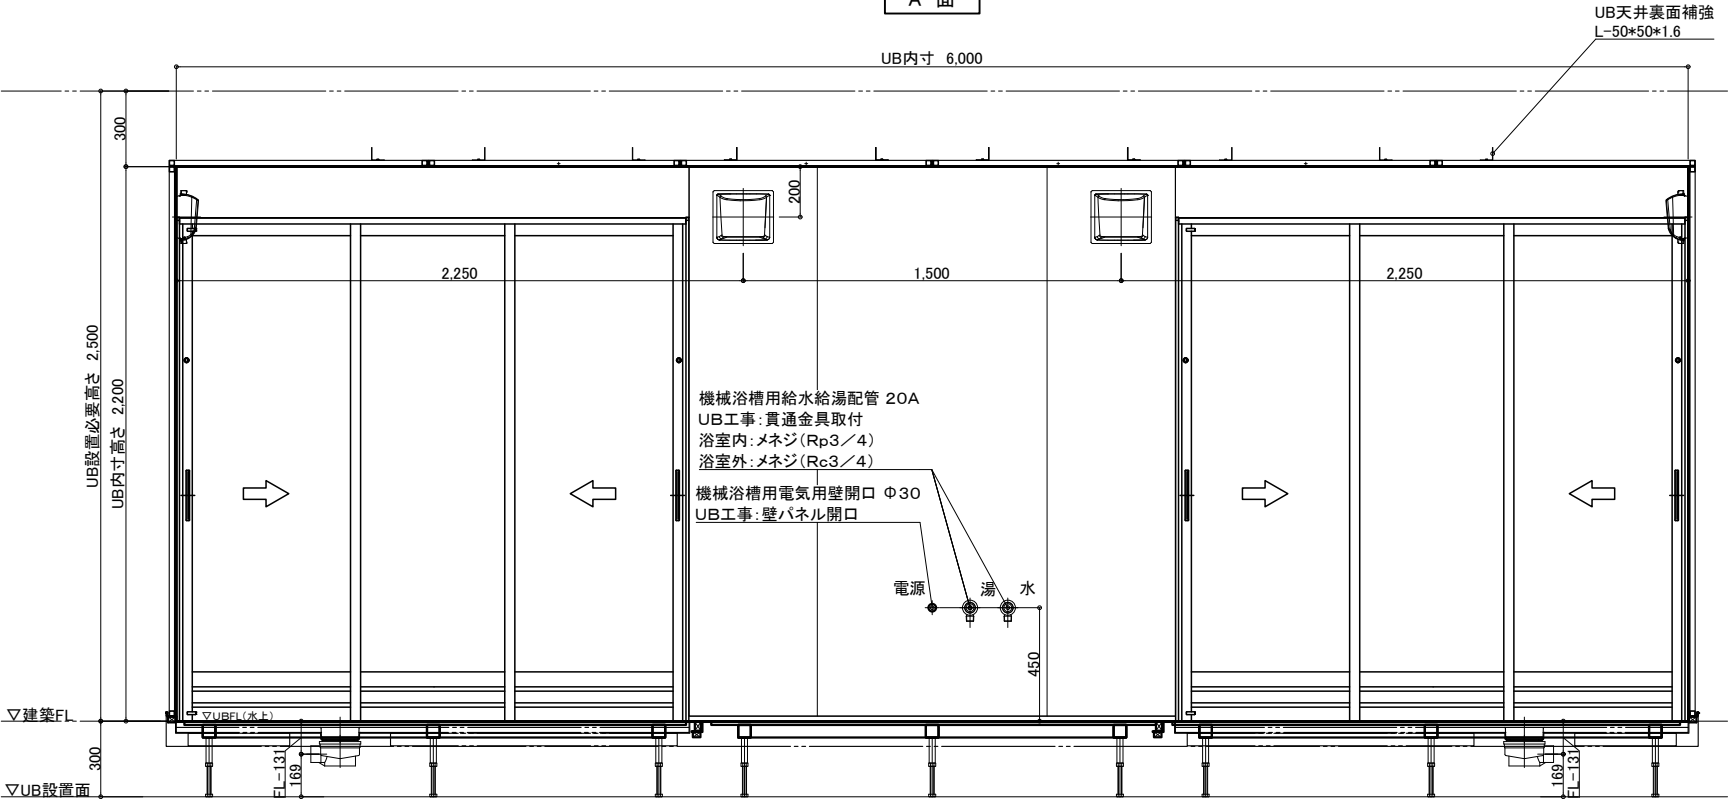 A 面
UB天井裏面補強
L-50*50*1.6
UB内寸 6,000
300
200
2,250
1,500
2,250
UB設置必要高さ 2,500
UB内寸高さ 2,200
機械浴槽用給水給湯配管 20A
UB工事:貫通金具取付
浴室内:メネジ(Rp3/4)
浴室外:メネジ(Rc3/4)
機械浴槽用電気用壁開口 Φ30
UB工事:壁パネル開口
電源 湯 水
450
▽建築FL
▽UBFL(水上)
300
FL-131
169
169
FL-131
▽UB設置面